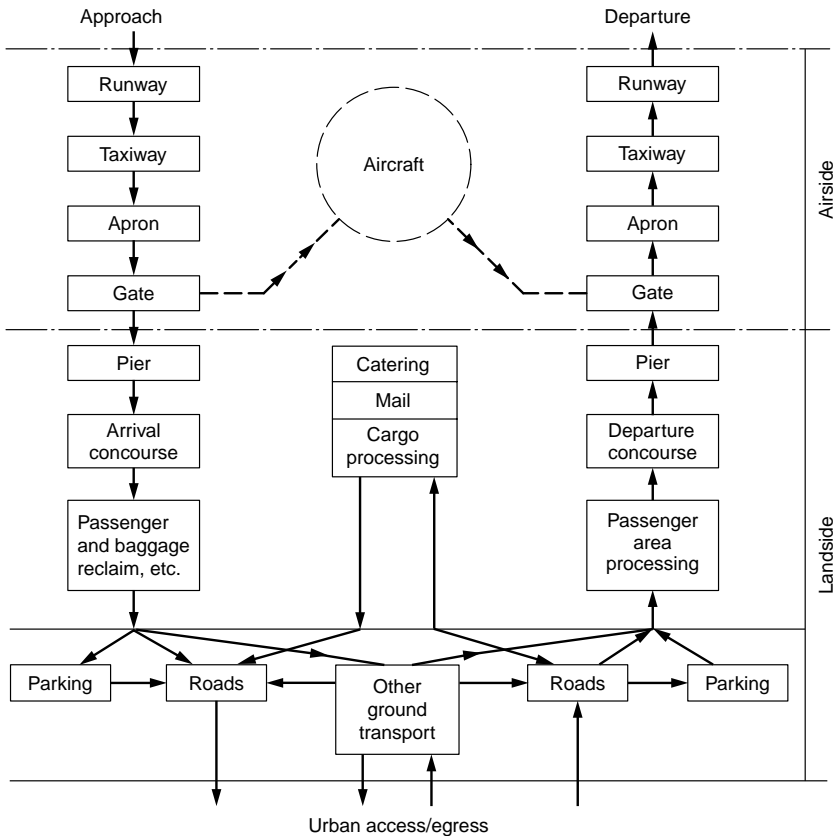 Approach
Departure
Runway
Runway
Taxiway
Aircraft
Taxiway
Airside
Apron
Apron
Gate
Gate
Pier
Catering
Pier
Mail
Arrival
concourse
Cargo
processing
Departure
concourse
Passenger
and baggage
reclaim, etc.
Passenger
area
processing
Landside
Parking
Roads
Other
ground
transport
Roads
Parking
Urban access/egress